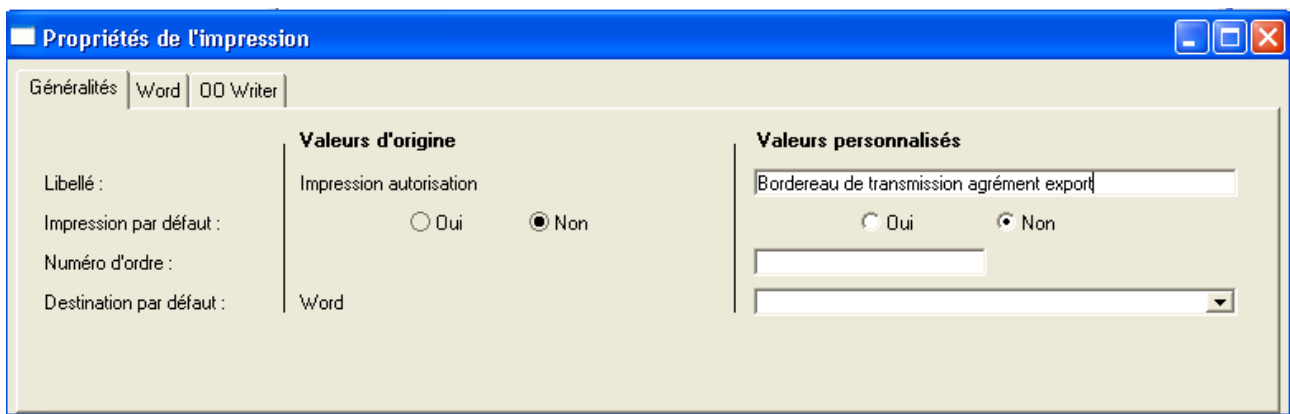 Propriétés de l'impression
Généralités Word OO Writer
Valeurs d'origine Valeurs personnalisés
Libellé : Impression autorisation Bordereau de transmission agrément export
Impression par défaut : Oui Non Oui Non
Numéro d'ordre :
Destination par défaut : Word